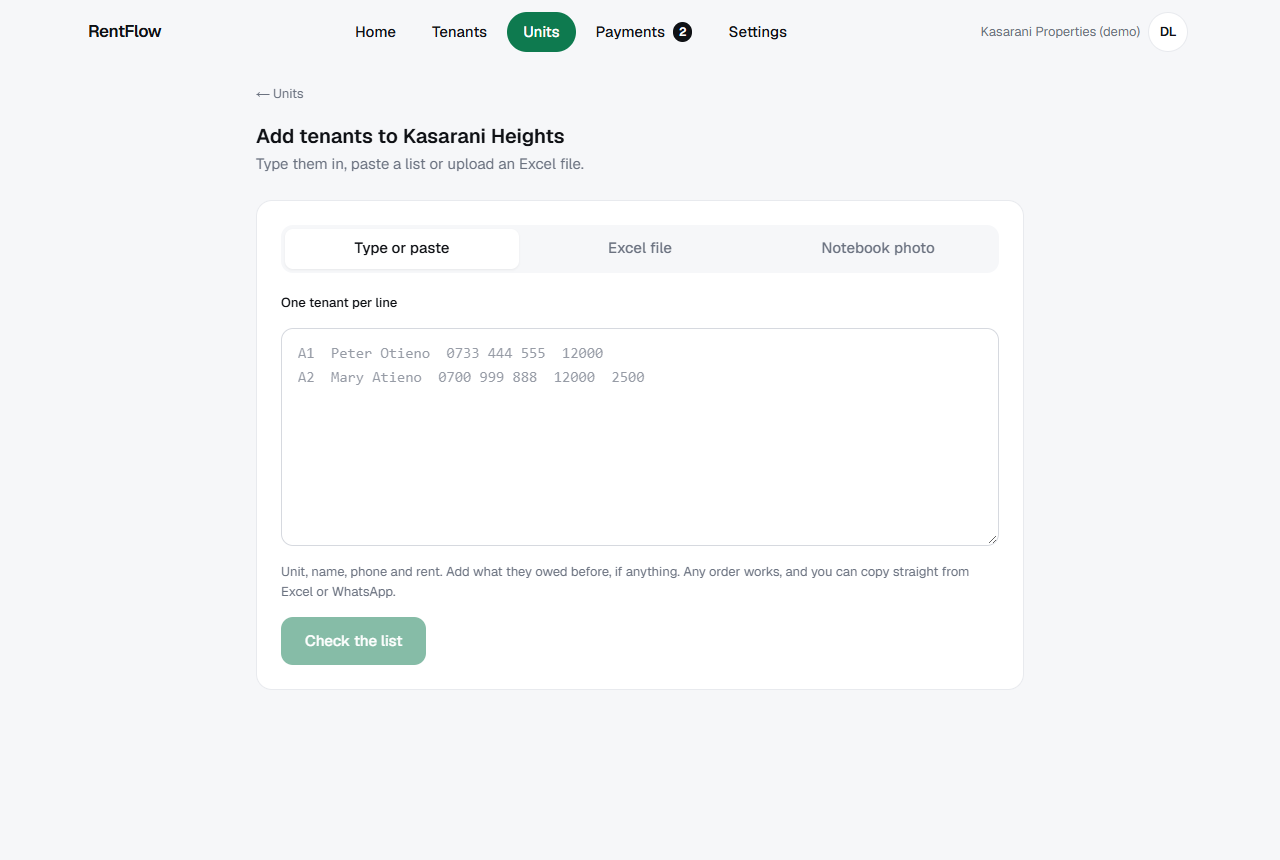 RentFlow
Home
Tenants
Units
Payments 2
Settings
Kasarani Properties (demo)
DL
← Units
Add tenants to Kasarani Heights
Type them in, paste a list or upload an Excel file.
Type or paste
Excel file
Notebook photo
One tenant per line
A1  Peter Otieno  0733 444 555  12000
A2  Mary Atieno  0700 999 888  12000  2500
Unit, name, phone and rent. Add what they owed before, if anything. Any order works, and you can copy straight from
Excel or WhatsApp.
Check the list